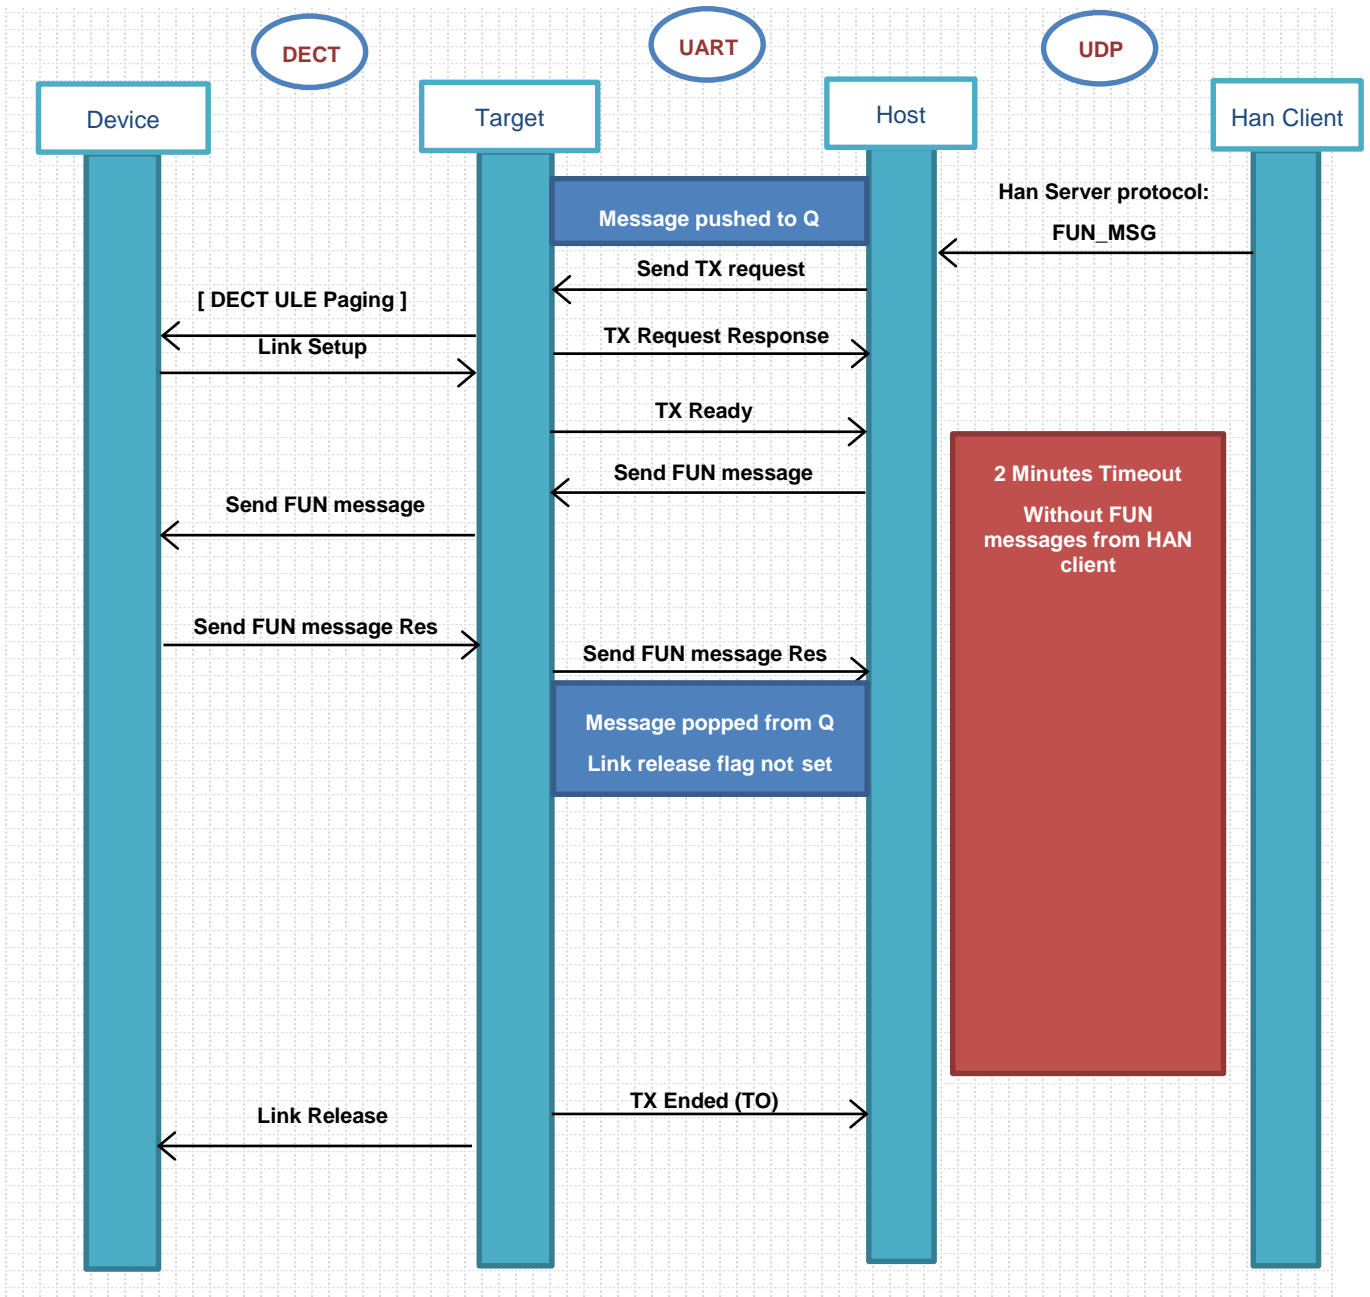 DECT
UART
UDP
Device
Target
Host
Han Client
Message pushed to Q
Han Server protocol:
FUN_MSG
Send TX request
[ DECT ULE Paging ]
TX Request Response
Link Setup
TX Ready
Send FUN message
Send FUN message
2 Minutes Timeout
Without FUN
messages from HAN
client
Send FUN message Res
Send FUN message Res
Message popped from Q
Link release flag not set
TX Ended (TO)
Link Release